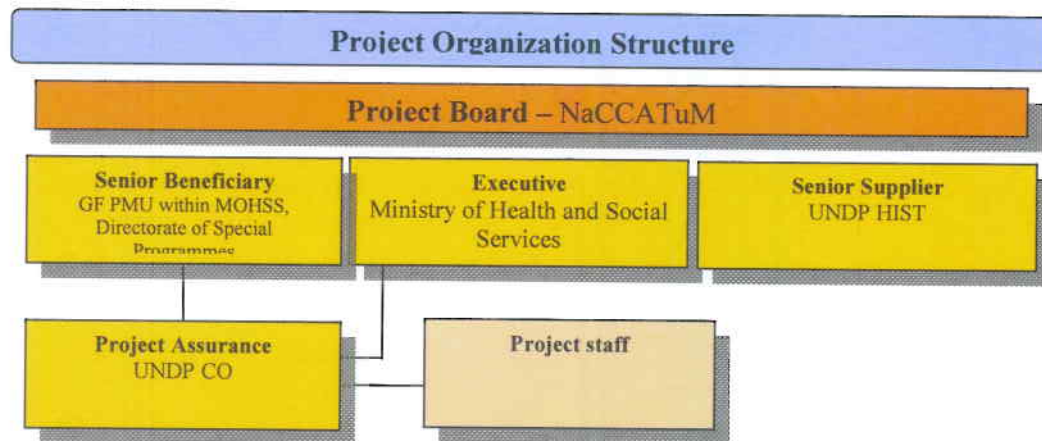 Project Organization Structure
Project Board – NaCCATuM
Senior Beneficiary
GF PMU within MOHSS,
Directorate of Special
Programmes
Executive
Ministry of Health and Social
Services
Senior Supplier
UNDP HIST
Project Assurance
UNDP CO
Project staff